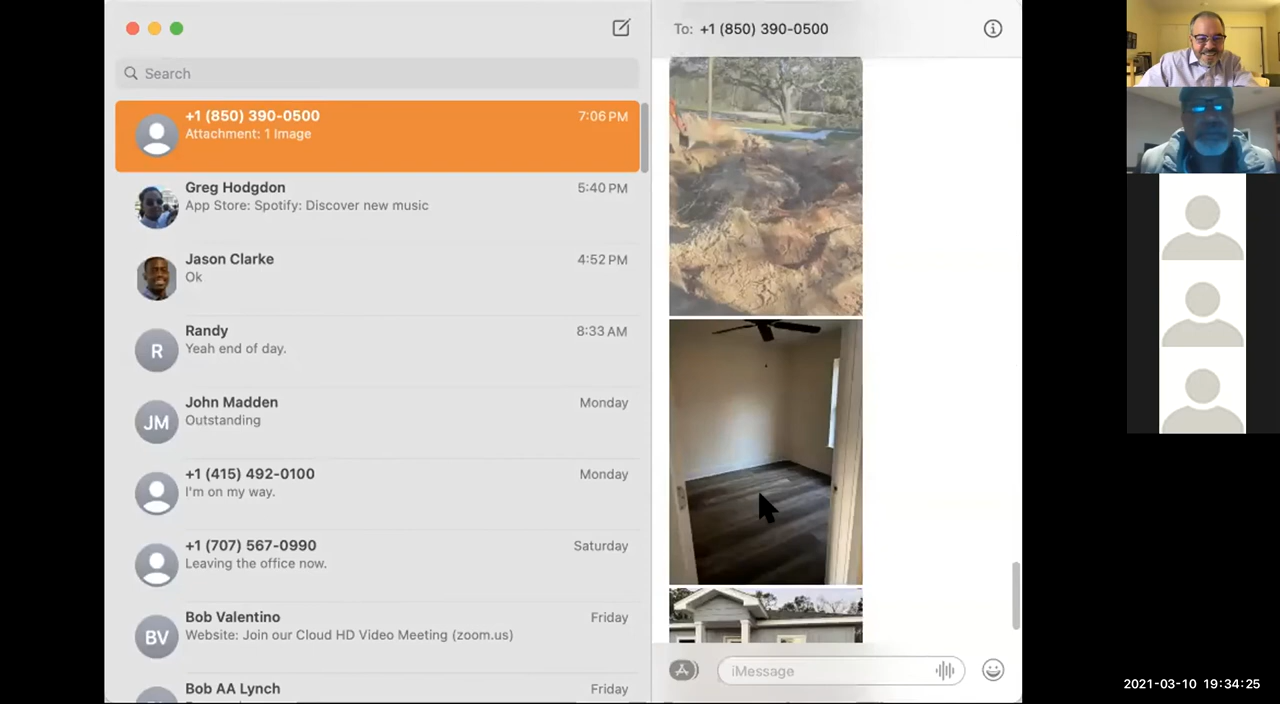 To: +1 (850) 390-0500
Search
+1 (850) 390-0500
7:06 PM
Attachment: 1 Image
Greg Hodgdon
5:40 PM
App Store: Spotify: Discover new music
Jason Clarke
4:52 PM
Ok
Randy
8:33 AM
R
Yeah end of day.
John Madden
Monday
JM
Outstanding
+1 (415) 492-0100
Monday
I'm on my way.
+1 (707) 567-0990
Saturday
Leaving the office now.
Bob Valentino
Friday
BV
Website: Join our Cloud HD Video Meeting (zoom.us)
Bob AA Lynch
Friday
iMessage
2021-03-10 19:34:25